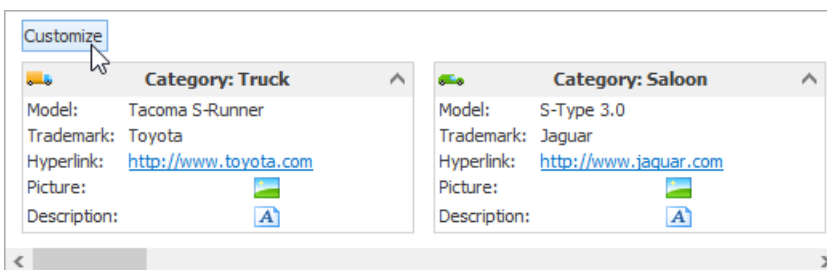 Customize
Category: Truck
Model: Tacoma S-Runner
Trademark: Toyota
Hyperlink: http://www.toyota.com
Picture:
Description: A
Category: Saloon
Model: S-Type 3.0
Trademark: Jaguar
Hyperlink: http://www.jaguar.com
Picture:
Description: A